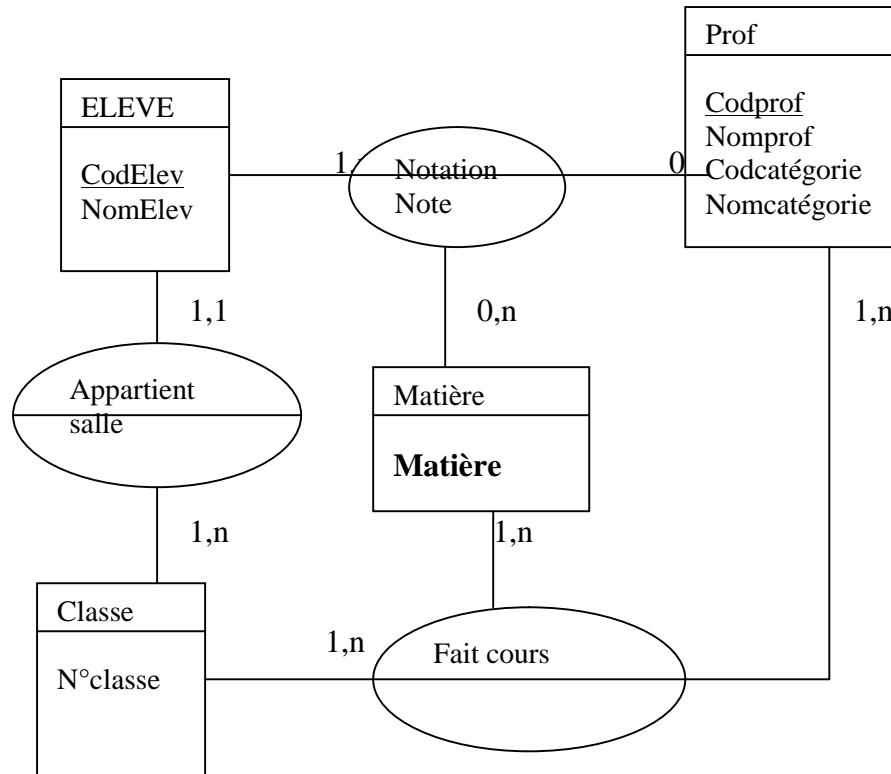 Prof
ELEVE
Codprof
Nomprof
Codcatégorie
Nomcatégorie
CodElev
NomElev
1,
Notation
Note
0
1,1
0,n
1,n
Appartient
salle
Matière
Matière
1,n
1,n
Classe
N°classe
1,n
Fait cours